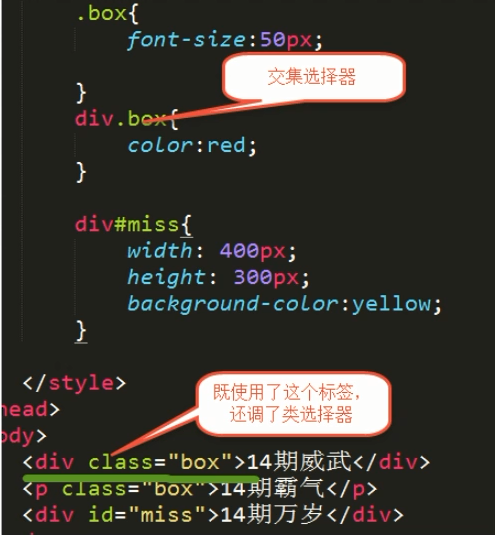 .box{
font-size:50px;
交集选择器
}
div.box{
color:red;
}
div#miss{
width: 400px;
height: 300px;
background-color:yellow;
}
</style>
head>
ody>
既使用了这个标签，
还调了类选择器
<div class="box">14期威武</div>
<p class="box">14期霸气</p>
<div id="miss">14期万岁</div>